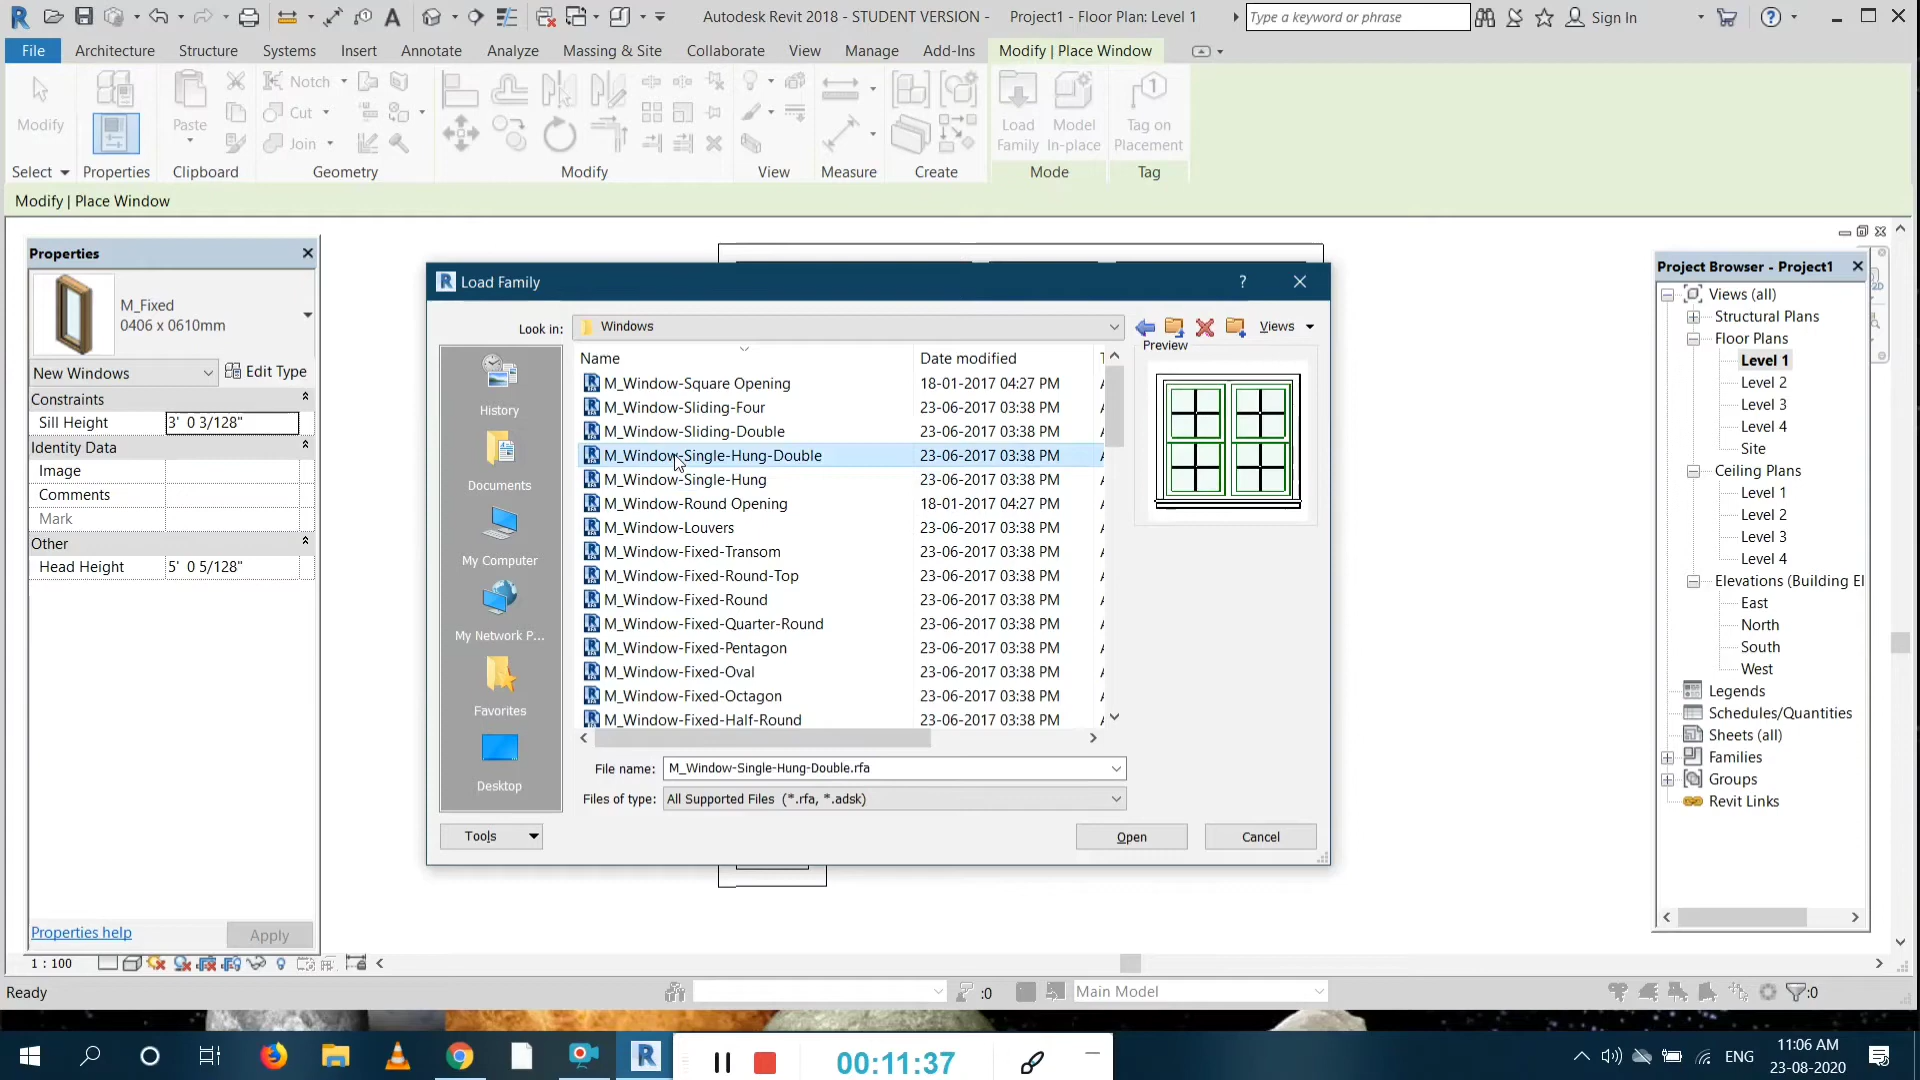 Autodesk Revit 2018 - STUDENT VERSION - Project1 - Floor Plan: Level 1
Type a keyword or phrase
Sign In
File Architecture Structure Systems Insert Annotate Analyze Massing & Site Collaborate View Manage Add-Ins Modify | Place Window
Notch
Cut
Join
Modify
Paste
Load Family
Model In-place
Tag on Placement
Select Properties Clipboard Geometry Modify View Measure Create Mode Tag
Modify | Place Window
Properties
M_Fixed
0406 x 0610mm
New Windows
Edit Type
Constraints
Sill Height 3' 0 3/128"
Identity Data
Image
Comments
Mark
Other
Head Height 5' 0 5/128"
Properties help
Apply
Load Family
Look in: Windows
Views
History
Documents
My Computer
My Network P...
Favorites
Desktop
Name Date modified
M_Window-Square Opening 18-01-2017 04:27 PM
M_Window-Sliding-Four 23-06-2017 03:38 PM
M_Window-Sliding-Double 23-06-2017 03:38 PM
M_Window-Single-Hung-Double 23-06-2017 03:38 PM
M_Window-Single-Hung 23-06-2017 03:38 PM
M_Window-Round Opening 18-01-2017 04:27 PM
M_Window-Louvers 23-06-2017 03:38 PM
M_Window-Fixed-Transom 23-06-2017 03:38 PM
M_Window-Fixed-Round-Top 23-06-2017 03:38 PM
M_Window-Fixed-Round 23-06-2017 03:38 PM
M_Window-Fixed-Quarter-Round 23-06-2017 03:38 PM
M_Window-Fixed-Pentagon 23-06-2017 03:38 PM
M_Window-Fixed-Oval 23-06-2017 03:38 PM
M_Window-Fixed-Octagon 23-06-2017 03:38 PM
M_Window-Fixed-Half-Round 23-06-2017 03:38 PM
Preview
File name: M_Window-Single-Hung-Double.rfa
Files of type: All Supported Files (*.rfa, *.adsk)
Tools
Open
Cancel
Project Browser - Project1
Views (all)
Structural Plans
Floor Plans
Level 1
Level 2
Level 3
Level 4
Site
Ceiling Plans
Level 1
Level 2
Level 3
Level 4
Elevations (Building El
East
North
South
West
Legends
Schedules/Quantities
Sheets (all)
Families
Groups
Revit Links
1 : 100
Ready
:0
Main Model
:0
00:11:37
ENG
11:06 AM
23-08-2020